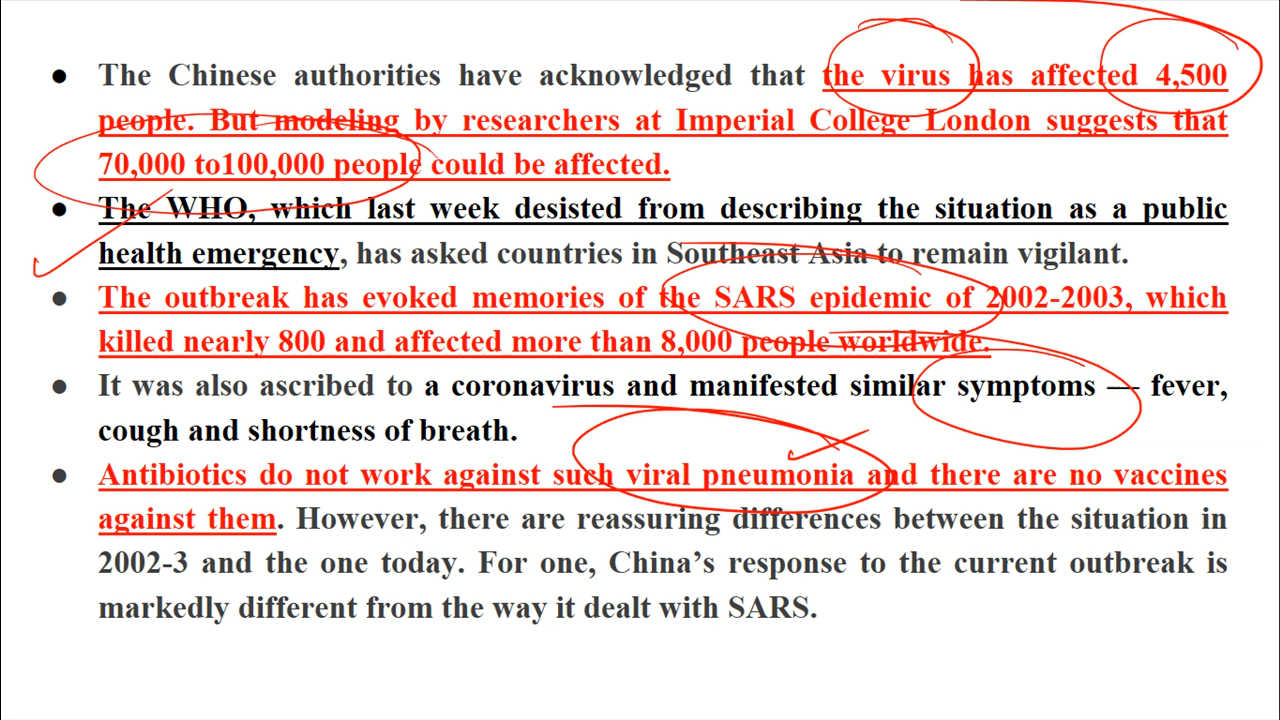 ● The Chinese authorities have acknowledged that the virus has affected 4,500
people. But modeling by researchers at Imperial College London suggests that
70,000 to100,000 people could be affected.
● The WHO, which last week desisted from describing the situation as a public
health emergency, has asked countries in Southeast Asia to remain vigilant.
● The outbreak has evoked memories of the SARS epidemic of 2002-2003, which
killed nearly 800 and affected more than 8,000 people worldwide.
● It was also ascribed to a coronavirus and manifested similar symptoms — fever,
cough and shortness of breath.
● Antibiotics do not work against such viral pneumonia and there are no vaccines
against them. However, there are reassuring differences between the situation in
2002-3 and the one today. For one, China’s response to the current outbreak is
markedly different from the way it dealt with SARS.